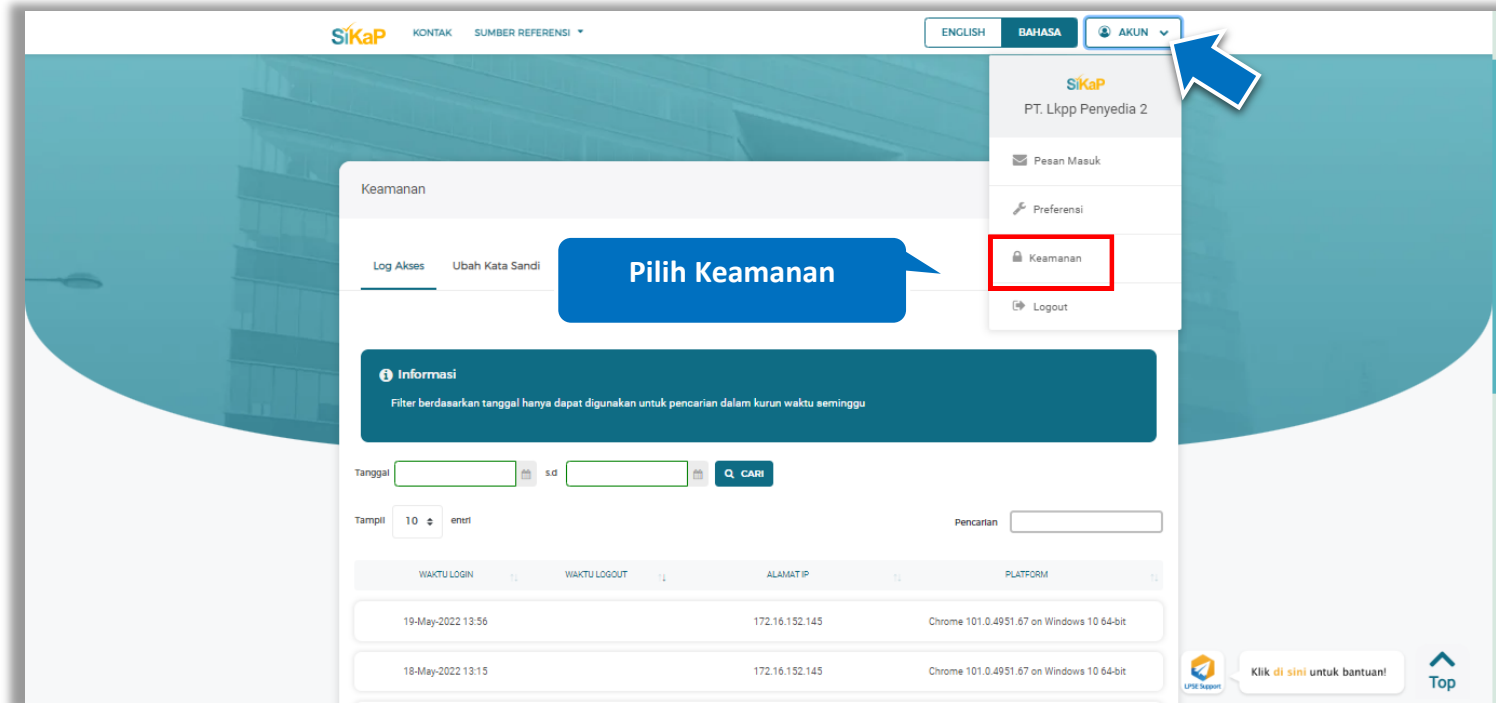 SiKaP KONTAK SUMBER REFERENSI ENGLISH BAHASA AKUN
SiKaP
PT. Lkpp Penyedia 2
Pesan Masuk
Preferensi
Keamanan
Logout
Keamanan
Log Akses Ubah Kata Sandi
Pilih Keamanan
Informasi
Filter berdasarkan tanggal hanya dapat digunakan untuk pencarian dalam kurun waktu seminggu
Tanggal s.d CARI
Tampil 10 entri Pencarian
WAKTU LOGIN WAKTU LOGOUT ALAMAT IP PLATFORM
19-May-2022 13:56 172.16.152.145 Chrome 101.0.4951.67 on Windows 10 64-bit
18-May-2022 13:15 172.16.152.145 Chrome 101.0.4951.67 on Windows 10 64-bit
LPSE Support
Klik di sini untuk bantuan!
Top